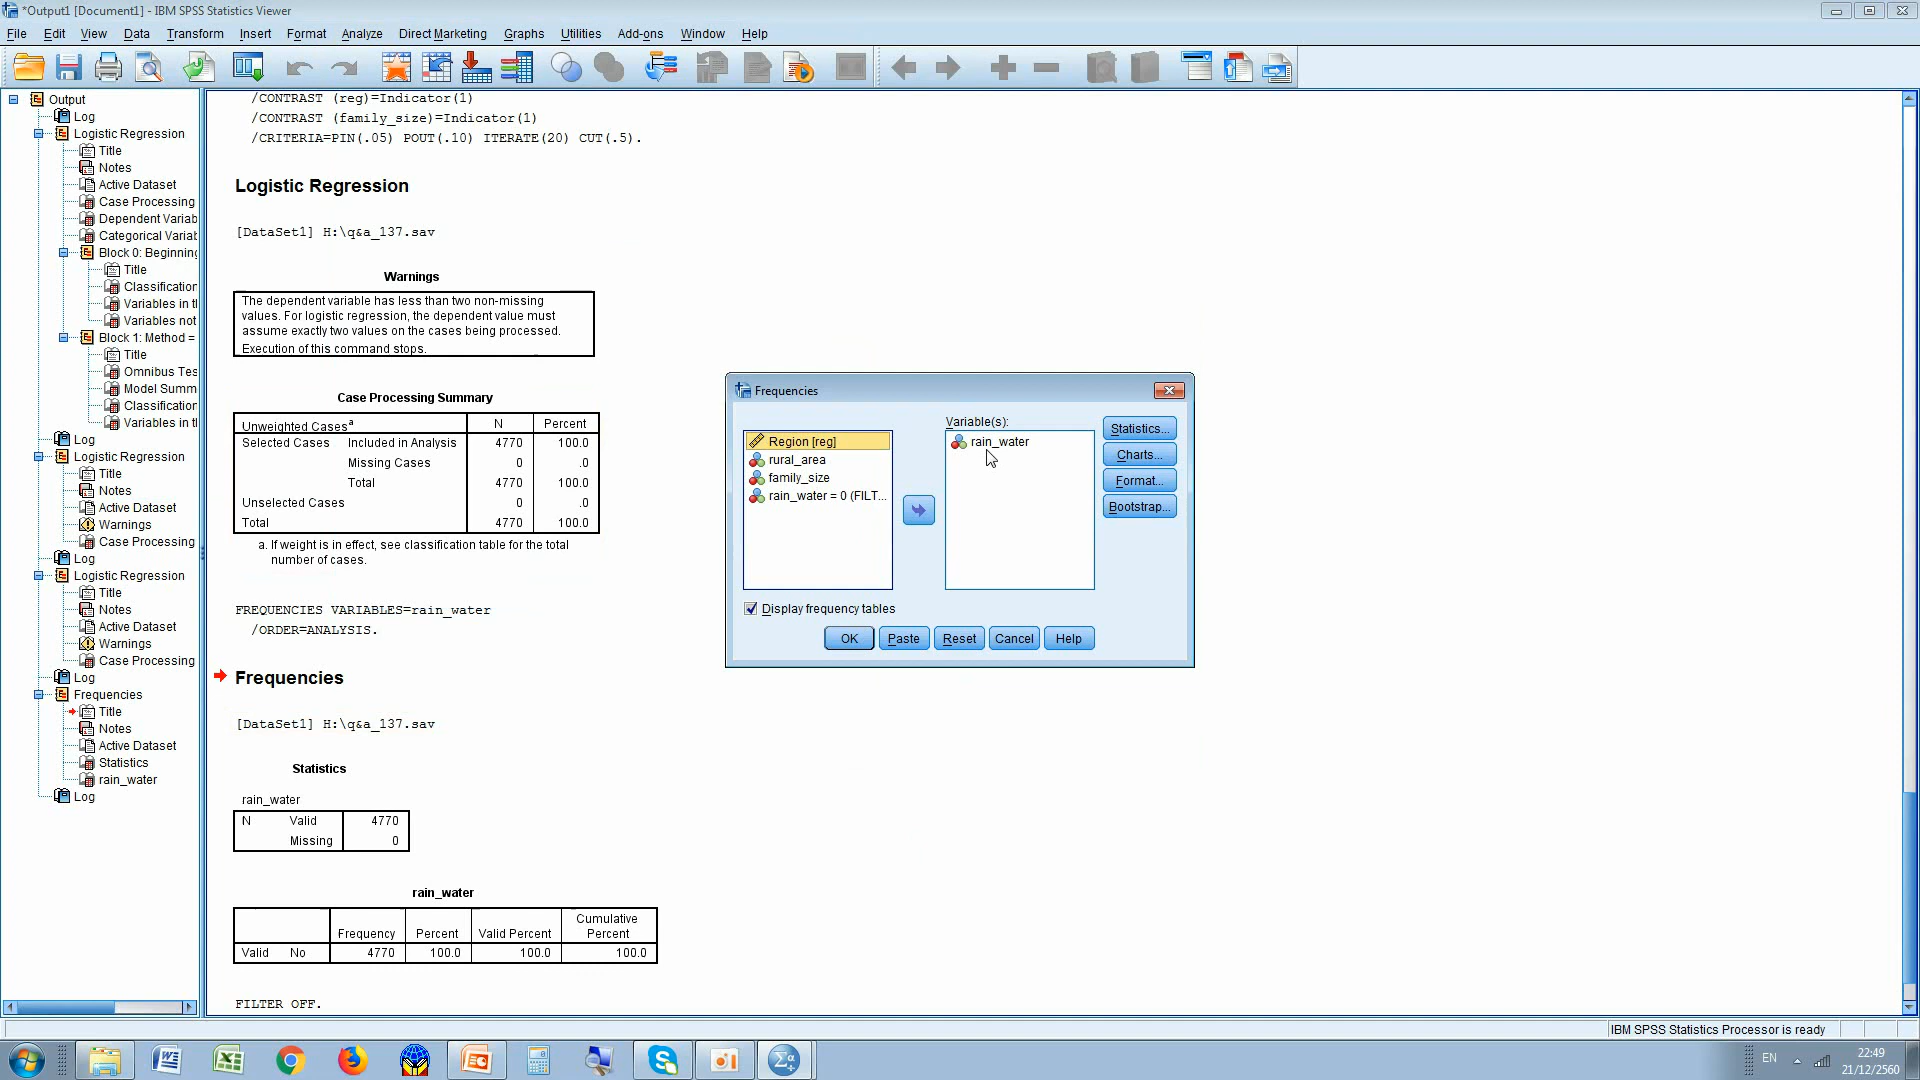 *Output1 [Document1] - IBM SPSS Statistics Viewer
File Edit View Data Transform Insert Format Analyze Direct Marketing Graphs Utilities Add-ons Window Help
Output
Log
Logistic Regression
Title
Notes
Active Dataset
Case Processing
Dependent Variab
Categorical Variab
Block 0: Beginning
Title
Classification
Variables in t
Variables not
Block 1: Method =
Title
Omnibus Tes
Model Summ
Classification
Variables in t
Log
Logistic Regression
Title
Notes
Active Dataset
Warnings
Case Processing
Log
Logistic Regression
Title
Notes
Active Dataset
Warnings
Case Processing
Log
Frequencies
Title
Notes
Active Dataset
Statistics
rain_water
Log
/CONTRAST (reg)=Indicator(1)
/CONTRAST (family_size)=Indicator(1)
/CRITERIA=PIN(.05) POUT(.10) ITERATE(20) CUT(.5).
Logistic Regression
[DataSet1] H:\q&a_137.sav
Warnings
The dependent variable has less than two non-missing
values. For logistic regression, the dependent value must
assume exactly two values on the cases being processed.
Execution of this command stops.
Case Processing Summary
Unweighted Cases^a N Percent
Selected Cases Included in Analysis 4770 100.0
Missing Cases 0 .0
Total 4770 100.0
Unselected Cases 0 .0
Total 4770 100.0
a. If weight is in effect, see classification table for the total
number of cases.
FREQUENCIES VARIABLES=rain_water
/ORDER=ANALYSIS.
Frequencies
[DataSet1] H:\q&a_137.sav
Statistics
rain_water
N Valid 4770
Missing 0
rain_water
Frequency Percent Valid Percent Cumulative Percent
Valid No 4770 100.0 100.0 100.0
FILTER OFF.
Frequencies
Variable(s):
Region [reg]
rural_area
family_size
rain_water = 0 (FILT...
rain_water
Statistics...
Charts...
Format...
Bootstrap...
Display frequency tables
OK Paste Reset Cancel Help
IBM SPSS Statistics Processor is ready
EN
22:49
21/12/2560